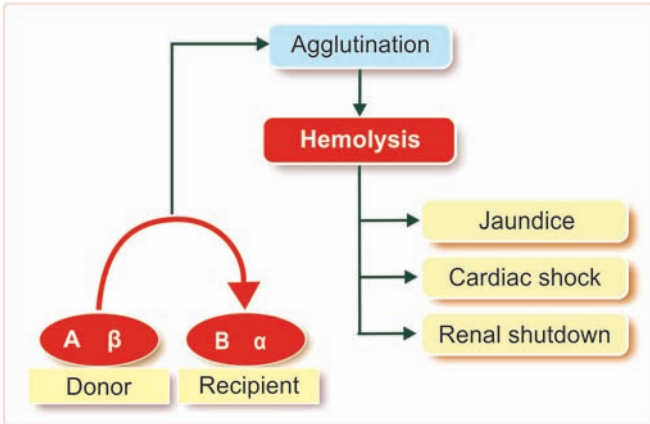 Agglutination
Hemolysis
Jaundice
Cardiac shock
Renal shutdown
A β
B α
Donor
Recipient